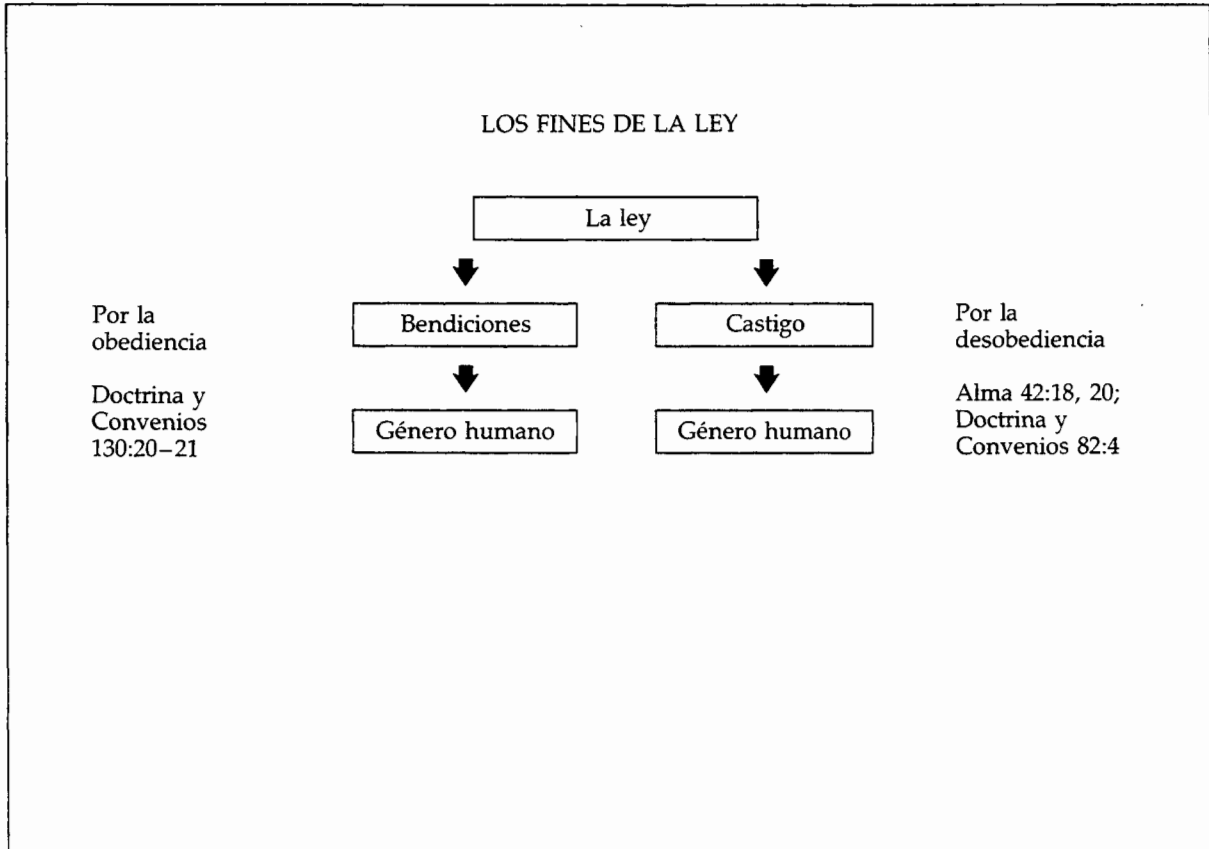 LOS FINES DE LA LEY
La ley
Por la
obediencia
Bendiciones
Castigo
Por la
desobediencia
Doctrina y
Convenios
130:20–21
Género humano
Género humano
Alma 42:18, 20;
Doctrina y
Convenios 82:4